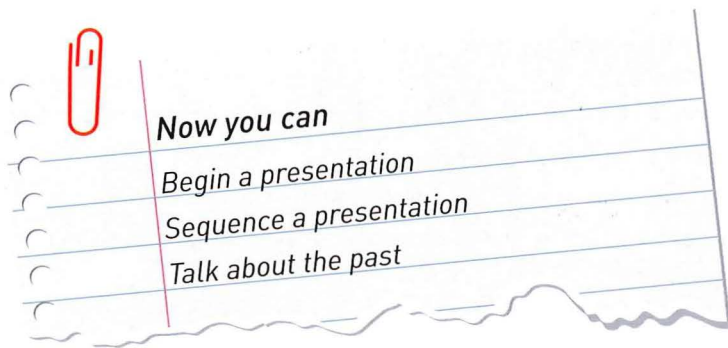 Now you can
Begin a presentation
Sequence a presentation
Talk about the past